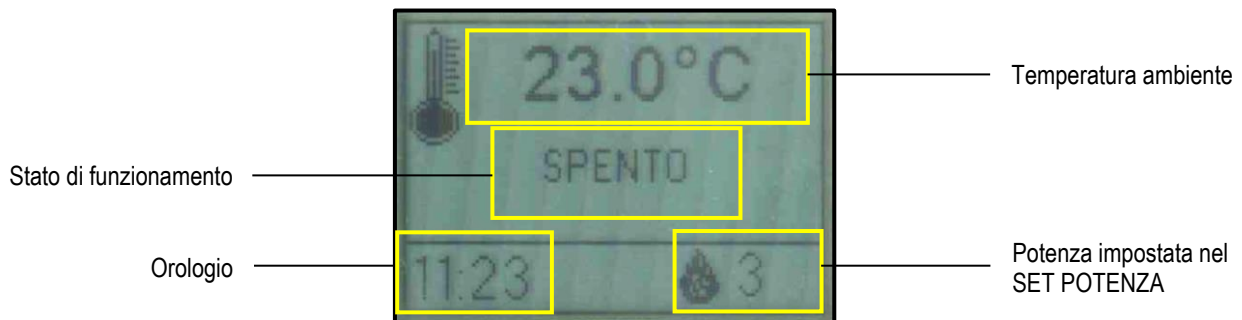 23.0°C
Temperatura ambiente
SPENTO
Stato di funzionamento
Orologio
11:23
3
Potenza impostata nel
SET POTENZA